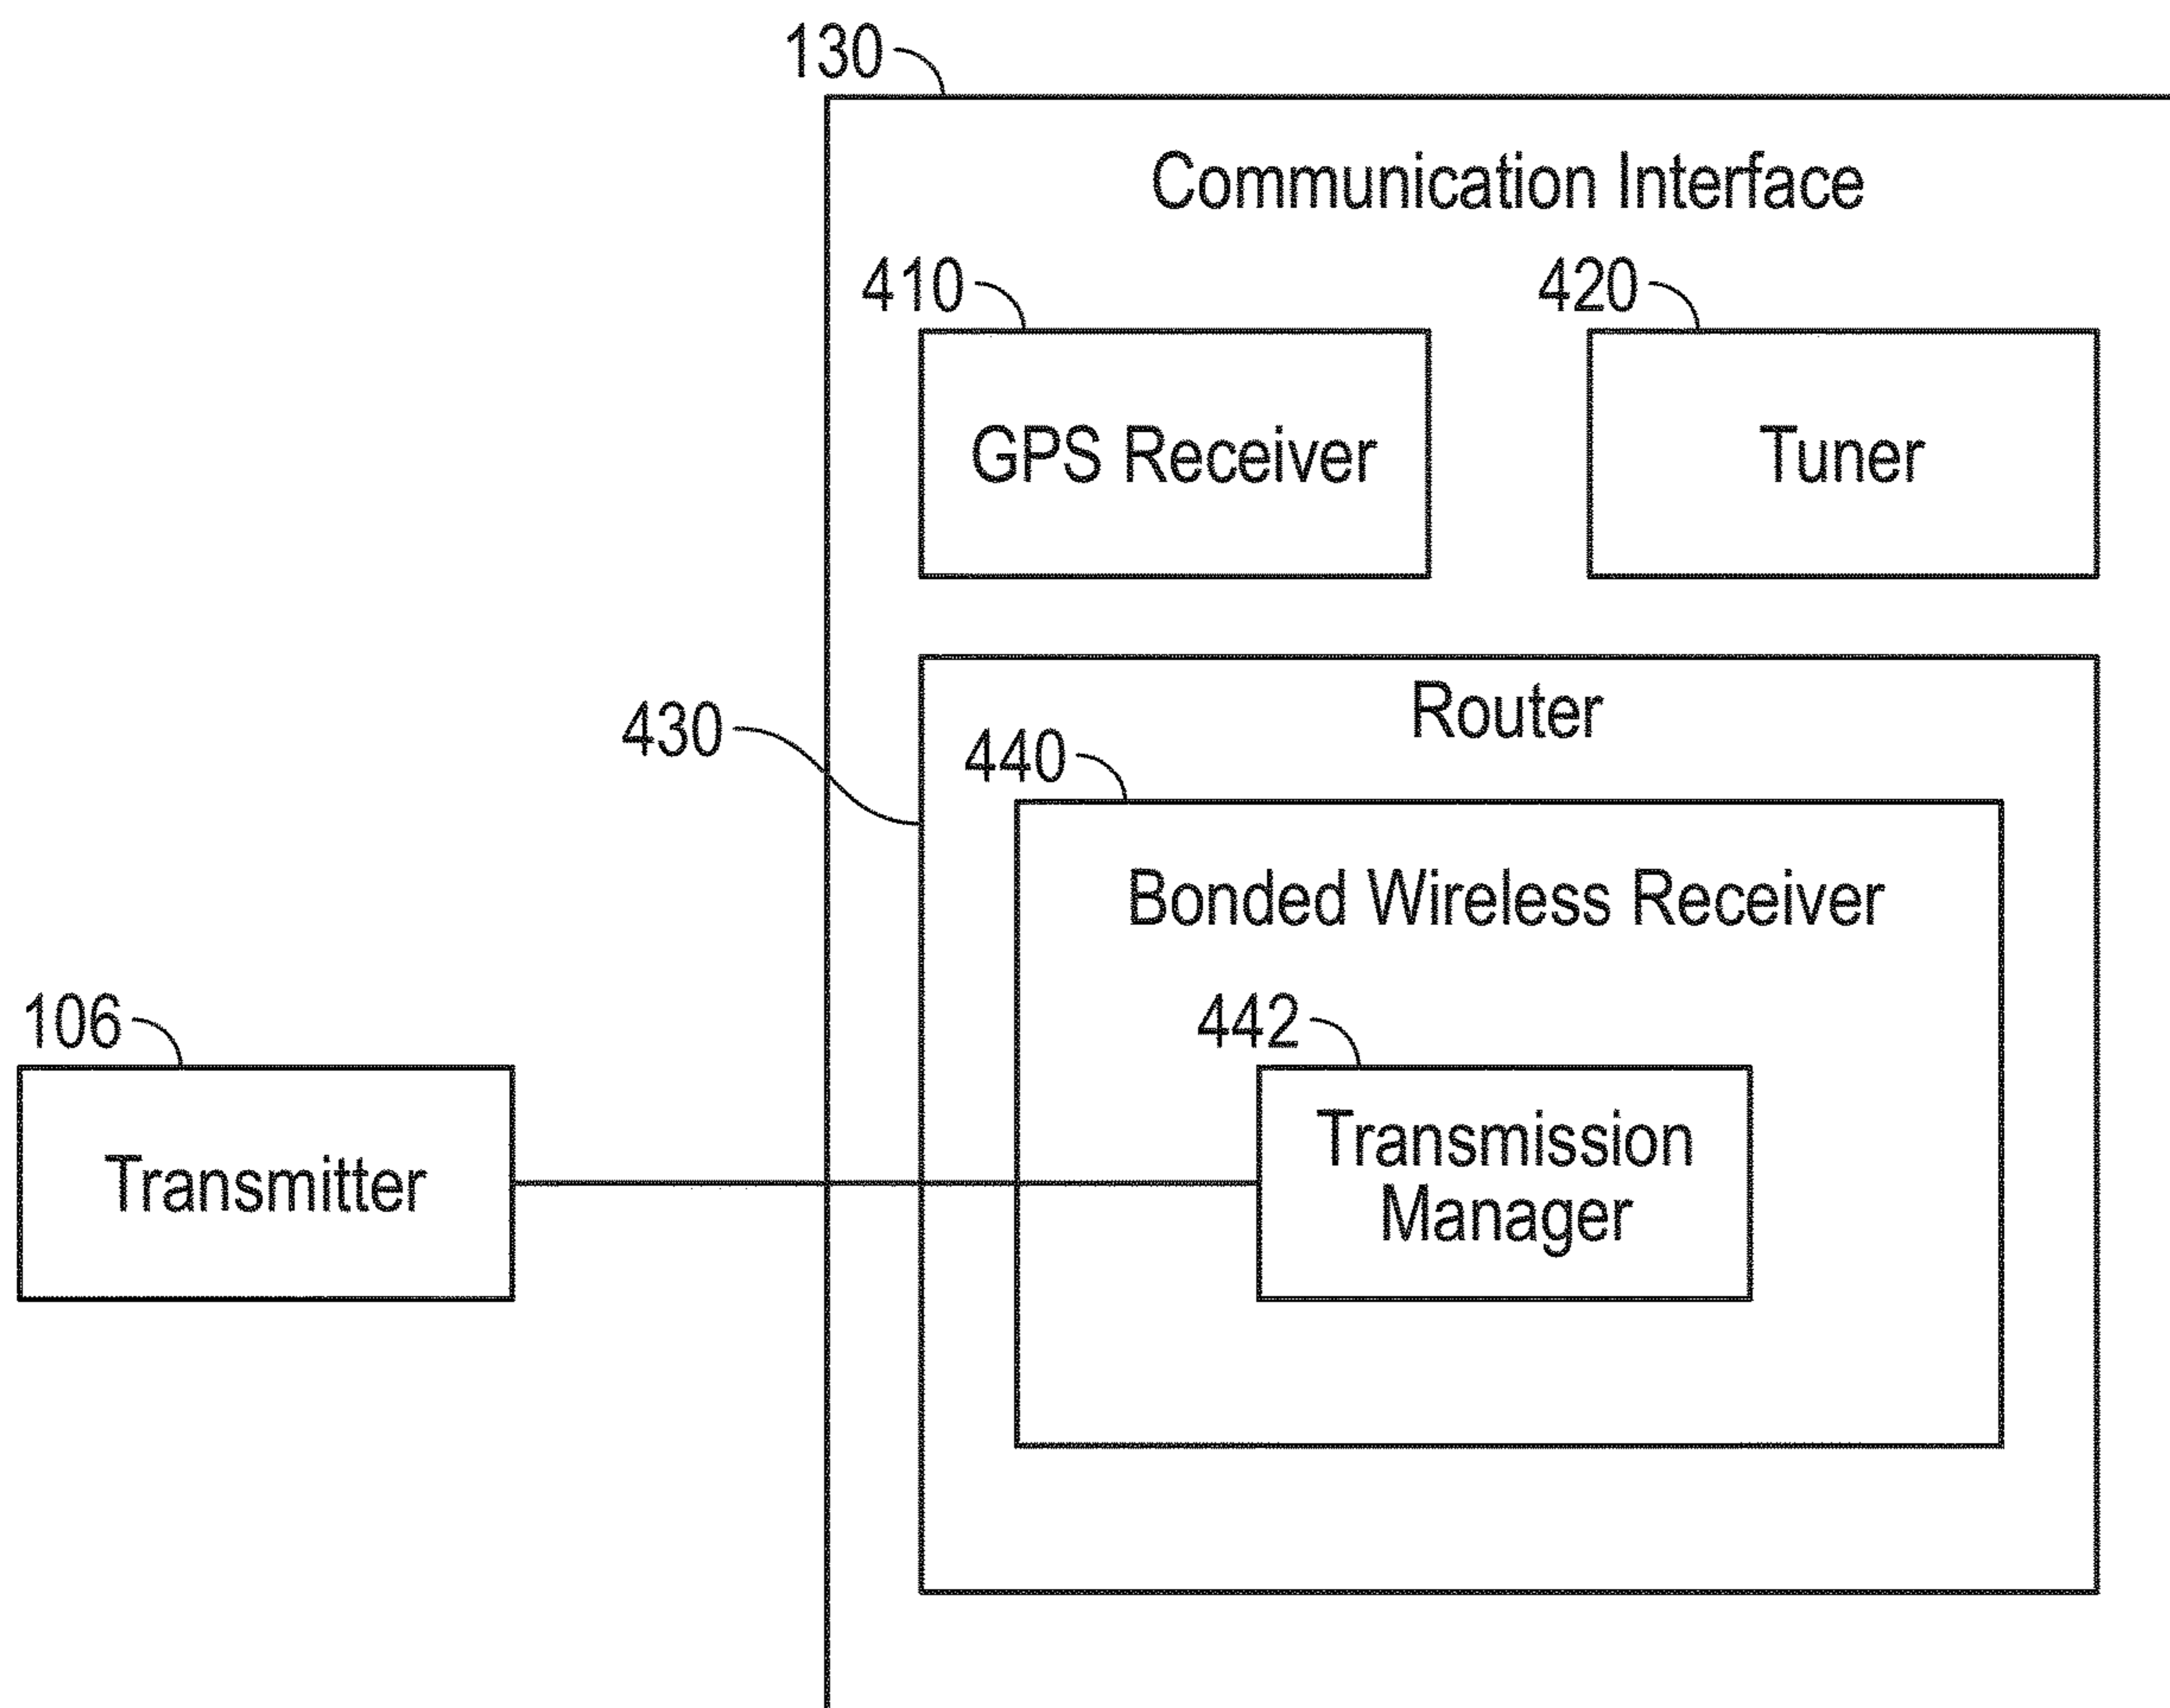 130
Communication Interface
410
420
GPS Receiver
Tuner
430
Router
440
Bonded Wireless Receiver
106
442
Transmitter
Transmission
Manager